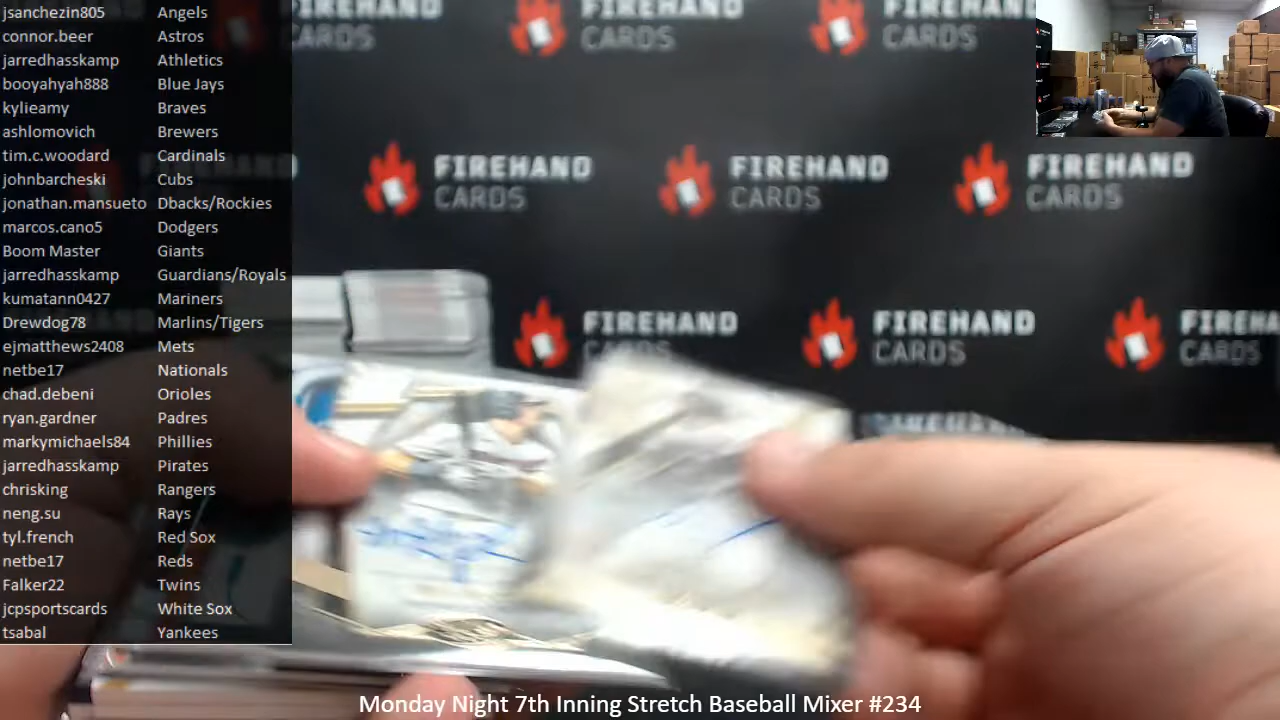 jsanchezin805 Angels
connor.beer Astros
jarredhasskamp Athletics
booyahyah888 Blue Jays
kylieamy Braves
ashlomovich Brewers
tim.c.woodard Cardinals
johnbarcheski Cubs
jonathan.mansueto Dbacks/Rockies
marcos.cano5 Dodgers
Boom Master Giants
jarredhasskamp Guardians/Royals
kumatann0427 Mariners
Drewdog78 Marlins/Tigers
ejmatthews2408 Mets
netbe17 Nationals
chad.debeni Orioles
ryan.gardner Padres
markymichaels84 Phillies
jarredhasskamp Pirates
chrisking Rangers
neng.su Rays
tyl.french Red Sox
netbe17 Reds
Falker22 Twins
jcpsportscards White Sox
tsabal Yankees
FIREHAND FIREHAND
CARDS CARDS CARDS
FIREHAND FIREHAND FIREHAND
CARDS CARDS CARDS
FIREHAND FIREHAND FIREHA
CARDS CARDS
Monday Night 7th Inning Stretch Baseball Mixer #234